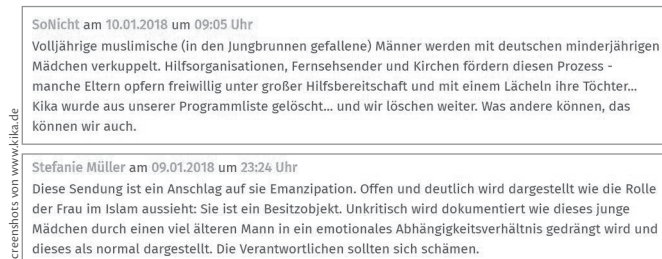 SoNicht am 10.01.2018 um 09:05 Uhr
Volljährige muslimische (in den Jungbrunnen gefallene) Männer werden mit deutschen minderjährigen
Mädchen verkuppelt. Hilfsorganisationen, Fernsehsender und Kirchen fördern diesen Prozess -
manche Eltern opfern freiwillig unter großer Hilfsbereitschaft und mit einem Lächeln ihre Töchter...
Kika wurde aus unserer Programmliste gelöscht... und wir löschen weiter. Was andere können, das
können wir auch.
Stefanie Müller am 09.01.2018 um 23:24 Uhr
Diese Sendung ist ein Anschlag auf sie Emanzipation. Offen und deutlich wird dargestellt wie die Rolle
der Frau im Islam aussieht: Sie ist ein Besitzobjekt. Unkritisch wird dokumentiert wie dieses junge
Mädchen durch einen viel älteren Mann in ein emotionales Abhängigkeitsverhältnis gedrängt wird und
dieses als normal dargestellt. Die Verantwortlichen sollten sich schämen.
creenshots von www.kika.de